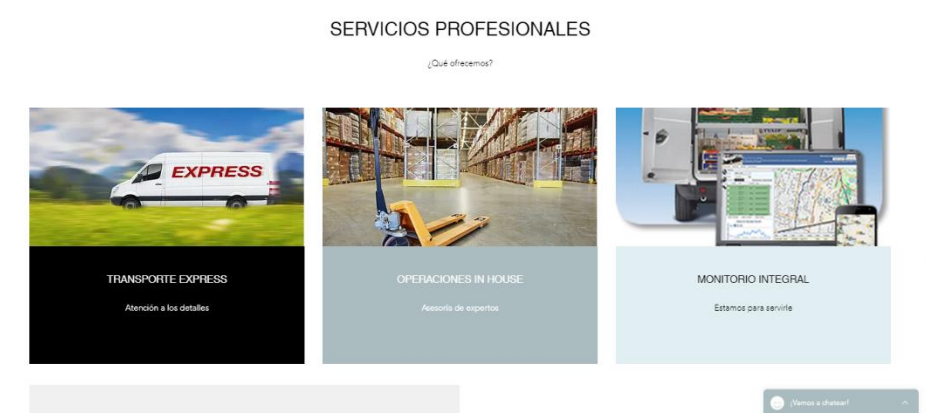 SERVICIOS PROFESIONALES
¿Qué ofrecemos?
EXPRESS
TRANSPORTE EXPRESS
Atención a los detalles
OPERACIONES IN HOUSE
Asesoría de expertos
MONITORIO INTEGRAL
Estamos para servirle
¡Vamos a chatear!